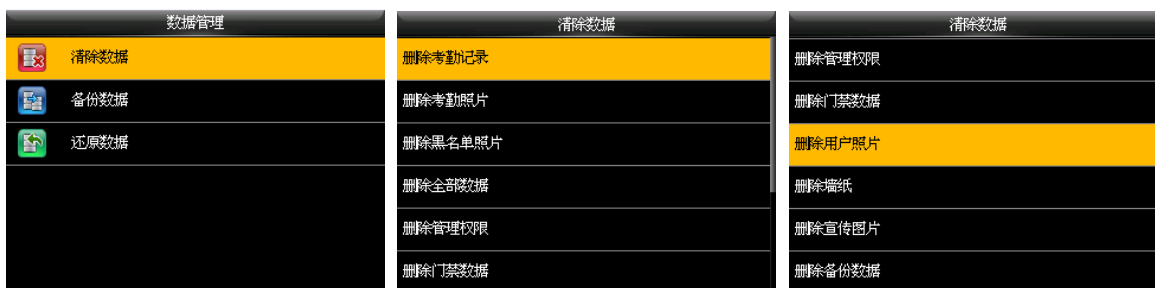 数据管理
清除数据
备份数据
还原数据
清除数据
删除考勤记录
删除考勤照片
删除黑名单照片
删除全部数据
删除管理权限
删除门禁数据
清除数据
删除管理权限
删除门禁数据
删除用户照片
删除墙纸
删除宣传图片
删除备份数据